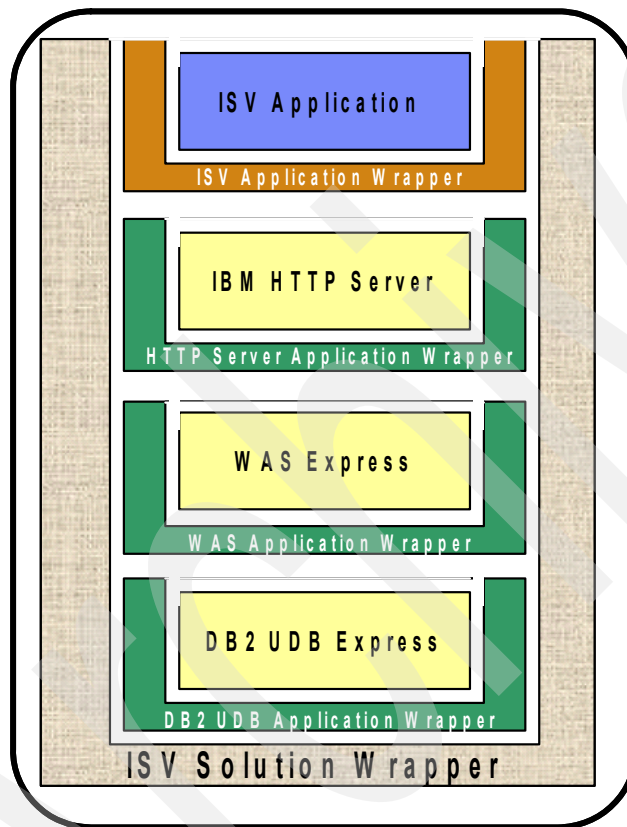 ISV Application
ISV Application Wrapper
IBM HTTP Server
HTTP Server Application Wrapper
WAS Express
WAS Application Wrapper
DB2 UDB Express
DB2 UDB Application Wrapper
ISV Solution Wrapper